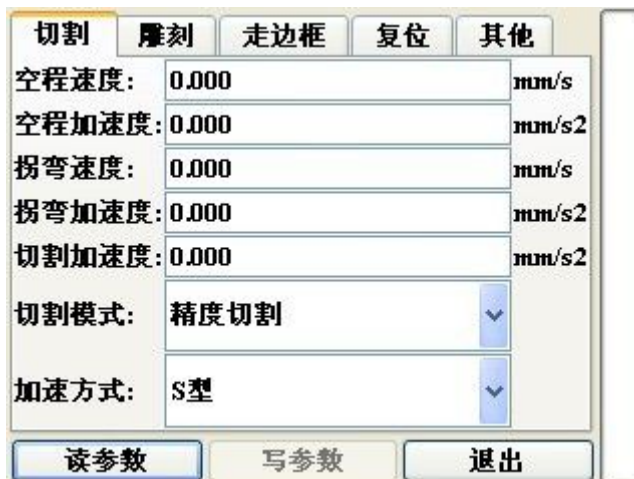 切割 雕刻 走边框 复位 其他
空程速度: 0.000 mm/s
空程加速度: 0.000 mm/s2
拐弯速度: 0.000 mm/s
拐弯加速度: 0.000 mm/s2
切割加速度: 0.000 mm/s2
切割模式: 精度切割
加速方式: S型
读参数 写参数 退出